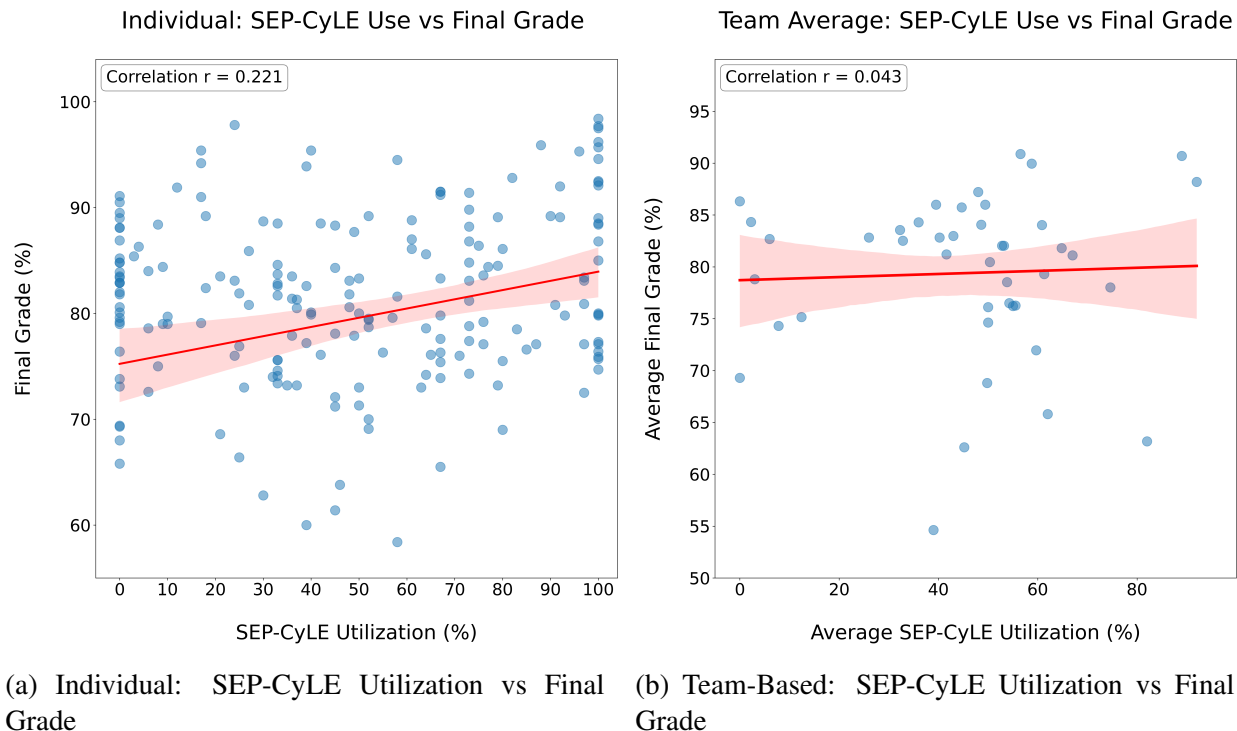 Individual: SEP-CyLE Use vs Final Grade
Correlation r = 0.221
Final Grade (%)
100
90
80
70
60
0 10 20 30 40 50 60 70 80 90 100
SEP-CyLE Utilization (%)
(a) Individual: SEP-CyLE Utilization vs Final
Grade
Team Average: SEP-CyLE Use vs Final Grade
Correlation r = 0.043
Average Final Grade (%)
95
90
85
80
75
70
65
60
55
50
0 20 40 60 80
Average SEP-CyLE Utilization (%)
(b) Team-Based: SEP-CyLE Utilization vs Final
Grade